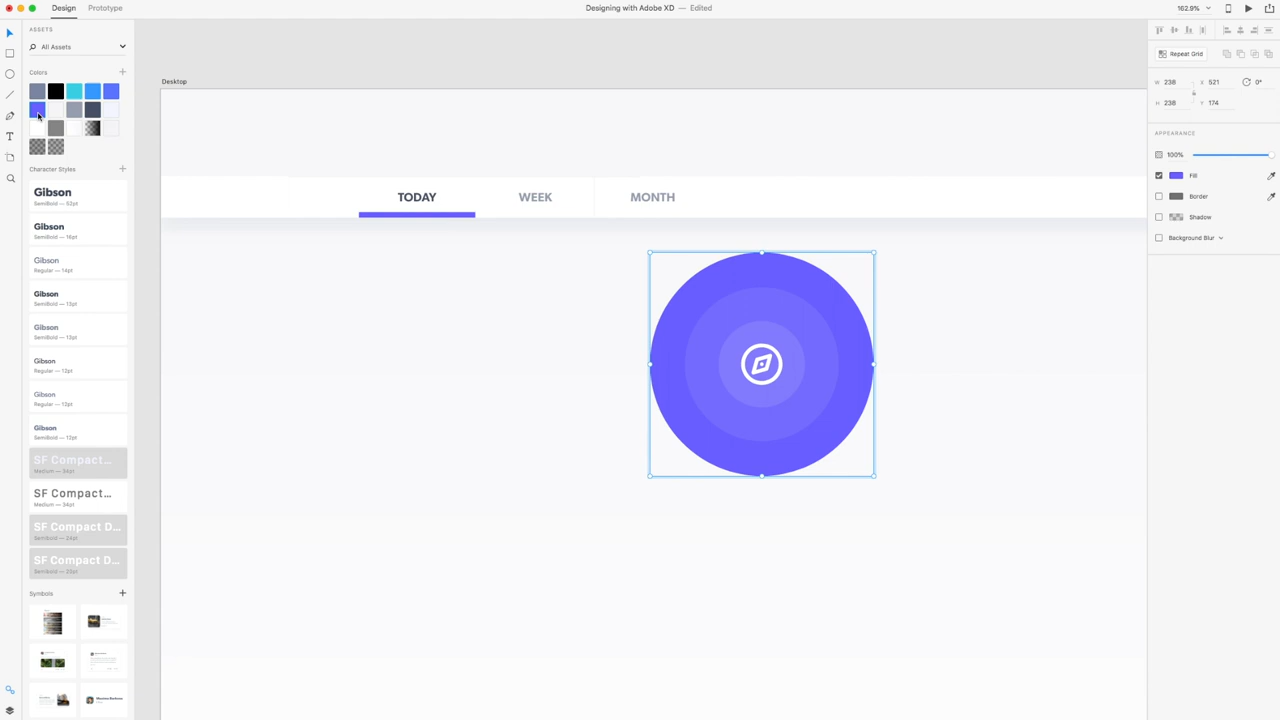 Design
Prototype
Designing with Adobe XD — Edited
162.9%
ASSETS
All Assets
Colors
Character Styles
Gibson
SemiBold — 52pt
Gibson
SemiBold — 16pt
Gibson
Regular — 14pt
Gibson
SemiBold — 13pt
Gibson
SemiBold — 13pt
Gibson
Regular — 13pt
Gibson
Regular — 12pt
Gibson
SemiBold — 12pt
SF Compact...
Medium — 34pt
SF Compact...
Medium — 34pt
SF Compact D...
SemiBold — 24pt
SF Compact D...
Symbols
Desktop
TODAY
WEEK
MONTH
Repeat Grid
W 238 X 521 0°
H 238 Y 174
APPEARANCE
100%
Fill
Border
Shadow
Background Blur